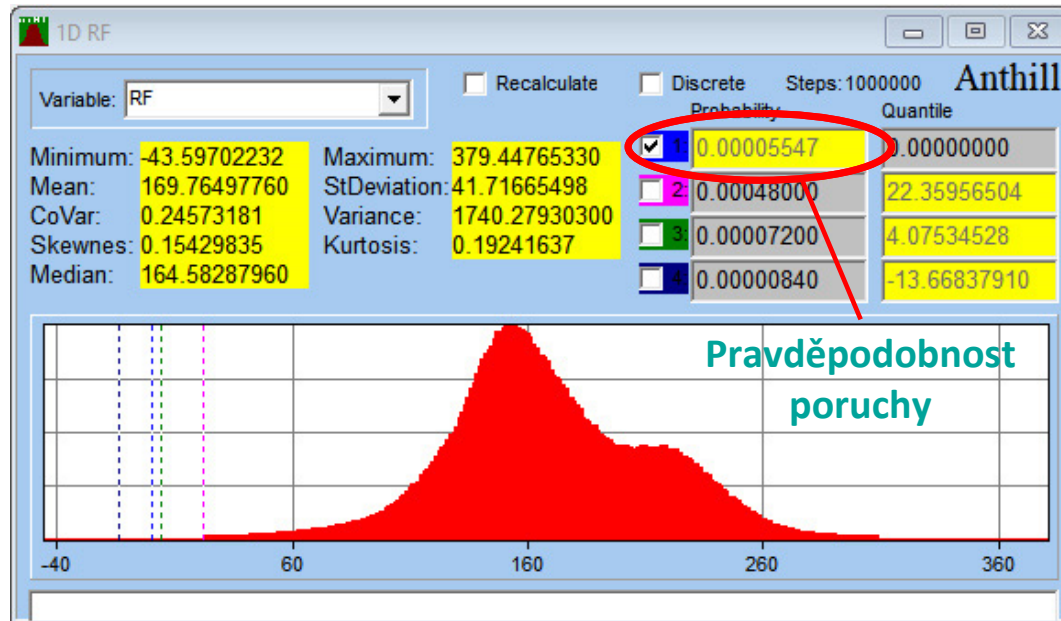 1D RF
Variable: RF
Recalculate
Discrete
Steps: 1000000
Anthill
Probability
Quantile
1: 0.00005547 0.00000000
2: 0.00048000 22.35956504
3: 0.00007200 4.07534528
4: 0.00000840 -13.66837910
Minimum: -43.59702232 Maximum: 379.44765330
Mean: 169.76497760 StDeviation: 41.71665498
CoVar: 0.24573181 Variance: 1740.27930300
Skewnes: 0.15429835 Kurtosis: 0.19241637
Median: 164.58287960
Pravděpodobnost
poruchy
-40 60 160 260 360